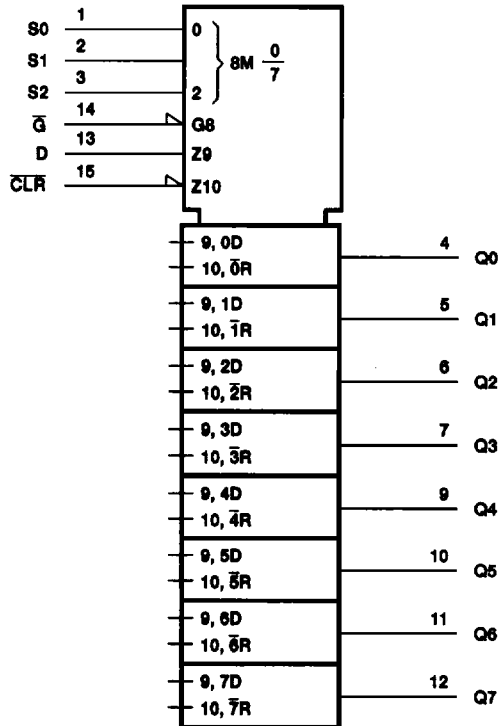 S0 1 0
S1 2 8M 0/7
S2 3 2
G̅ 14 G8
D 13 Z9
C̅L̅R̅ 15 Z10
9, 0D
10, 0̅R 4 Q0
9, 1D
10, 1̅R 5 Q1
9, 2D
10, 2̅R 6 Q2
9, 3D
10, 3̅R 7 Q3
9, 4D
10, 4̅R 9 Q4
9, 5D
10, 5̅R 10 Q5
9, 6D
10, 6̅R 11 Q6
9, 7D
10, 7̅R 12 Q7